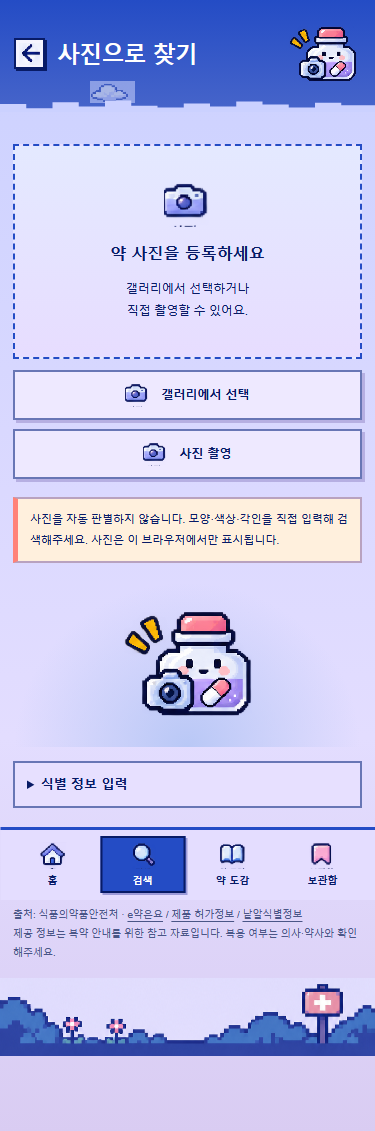 사진으로 찾기
약 사진을 등록하세요
갤러리에서 선택하거나
직접 촬영할 수 있어요.
갤러리에서 선택
사진 촬영
사진을 자동 판별하지 않습니다. 모양·색상·각인을 직접 입력해 검
색해주세요. 사진은 이 브라우저에서만 표시됩니다.
▶ 식별 정보 입력
홈 검색 약 도감 보관함
출처: 식품의약품안전처 · e약은요 / 제품 허가정보 / 낱알식별정보
제공 정보는 복약 안내를 위한 참고 자료입니다. 복용 여부는 의사·약사와 확인
해주세요.